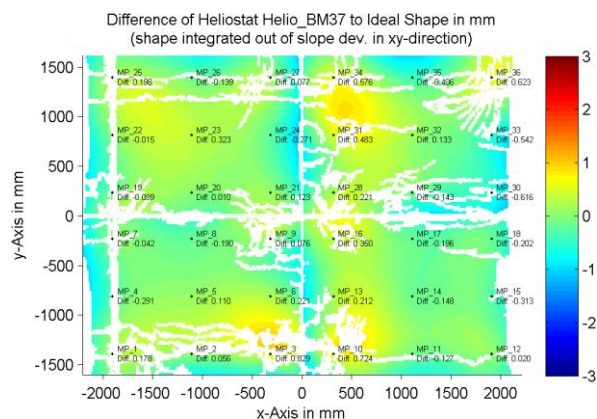 Difference of Heliostat Helio_BM37 to Ideal Shape in mm
(shape integrated out of slope dev. in xy-direction)
1500
1000
500
0
-500
-1000
-1500
y-Axis in mm
MP_25 MP_26 MP_27 MP_34 MP_35 MP_36
Diff. 0.196 Diff. -0.139 Diff. 0.077 Diff. 0.576 Diff. -0.406 Diff. 0.623
MP_22 MP_23 MP_24 MP_31 MP_32 MP_33
Diff. -0.015 Diff. 0.323 Diff. -0.271 Diff. 0.483 Diff. 0.133 Diff. -0.542
MP_19 MP_20 MP_21 MP_28 MP_29 MP_30
Diff. -0.099 Diff. 0.010 Diff. 0.123 Diff. 0.221 Diff. -0.143 Diff. -0.616
MP_7 MP_8 MP_9 MP_16 MP_17 MP_18
Diff. -0.042 Diff. -0.190 Diff. 0.076 Diff. 0.350 Diff. -0.196 Diff. -0.202
MP_4 MP_5 MP_6 MP_13 MP_14 MP_15
Diff. -0.291 Diff. 0.110 Diff. 0.221 Diff. 0.212 Diff. -0.148 Diff. -0.313
MP_1 MP_2 MP_3 MP_10 MP_11 MP_12
Diff. 0.178 Diff. 0.056 Diff. 0.829 Diff. 0.724 Diff. -0.127 Diff. 0.020
-2000 -1500 -1000 -500 0 500 1000 1500 2000
x-Axis in mm
3
2
1
0
-1
-2
-3